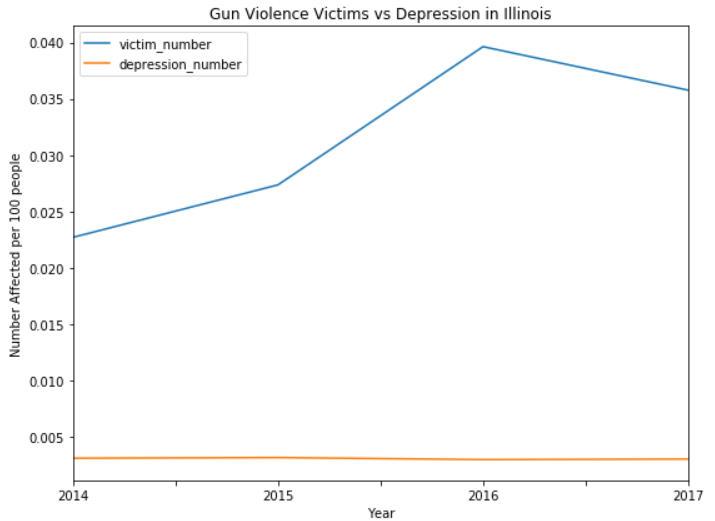 Gun Violence Victims vs Depression in Illinois
victim_number
depression_number
0.040
0.035
0.030
0.025
0.020
0.015
0.010
0.005
Number Affected per 100 people
2014
2015
2016
2017
Year